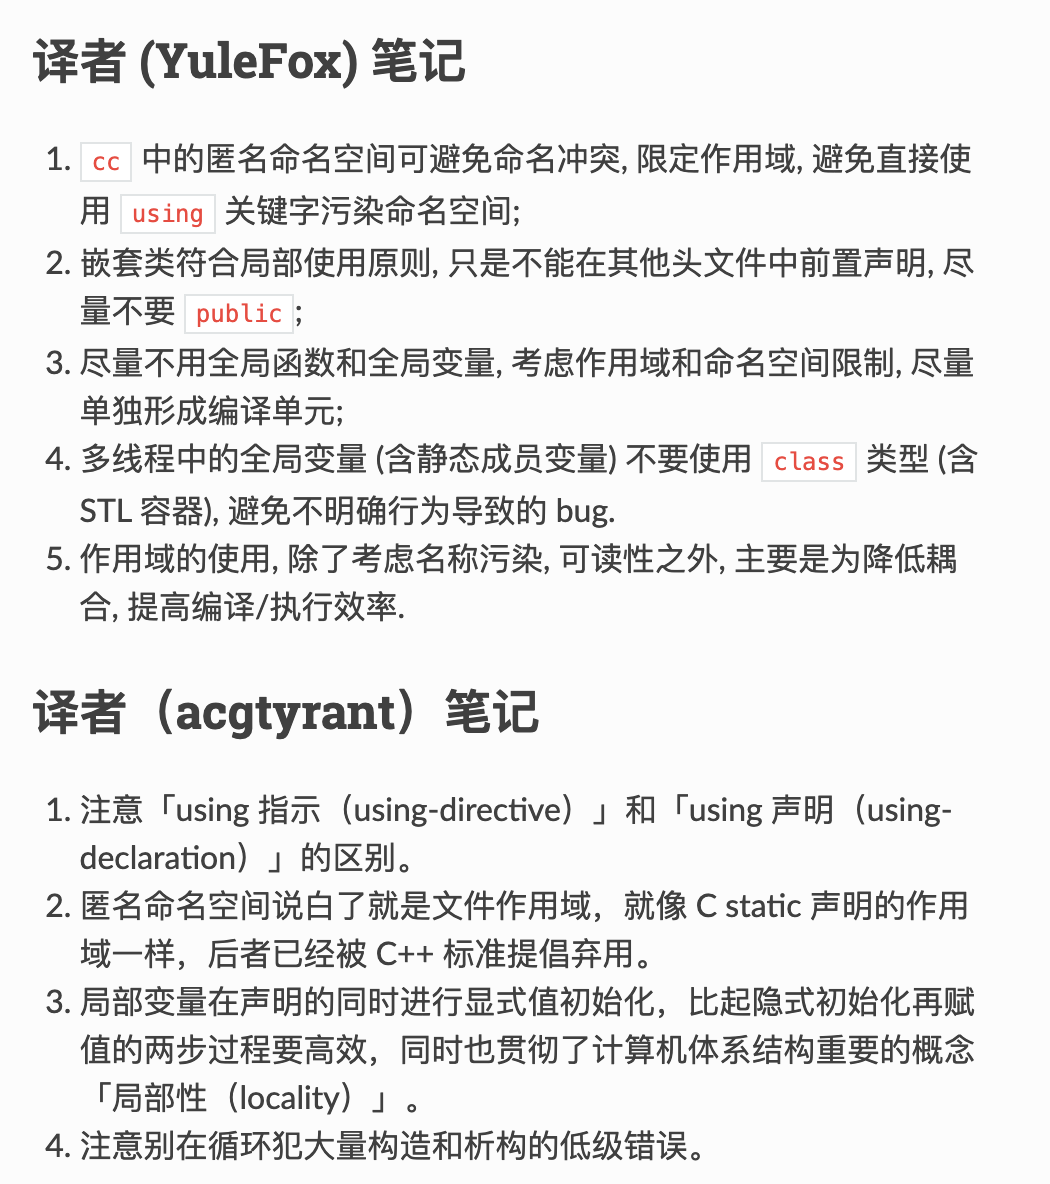 译者 (YuleFox) 笔记
1. cc 中的匿名命名空间可避免命名冲突, 限定作用域, 避免直接使
用 using 关键字污染命名空间;
2. 嵌套类符合局部使用原则, 只是不能在其他头文件中前置声明, 尽
量不要 public;
3. 尽量不用全局函数和全局变量, 考虑作用域和命名空间限制, 尽量
单独形成编译单元;
4. 多线程中的全局变量 (含静态成员变量) 不要使用 class 类型 (含
STL 容器), 避免不明确行为导致的 bug.
5. 作用域的使用, 除了考虑名称污染, 可读性之外, 主要是为降低耦
合, 提高编译/执行效率.
译者（acgtyrant）笔记
1. 注意「using 指示（using-directive）」和「using 声明（using-
declaration）」的区别。
2. 匿名命名空间说白了就是文件作用域，就像 C static 声明的作用
域一样，后者已经被 C++ 标准提倡弃用。
3. 局部变量在声明的同时进行显式值初始化，比起隐式初始化再赋
值的两步过程要高效，同时也贯彻了计算机体系结构重要的概念
「局部性（locality）」。
4. 注意别在循环犯大量构造和析构的低级错误。